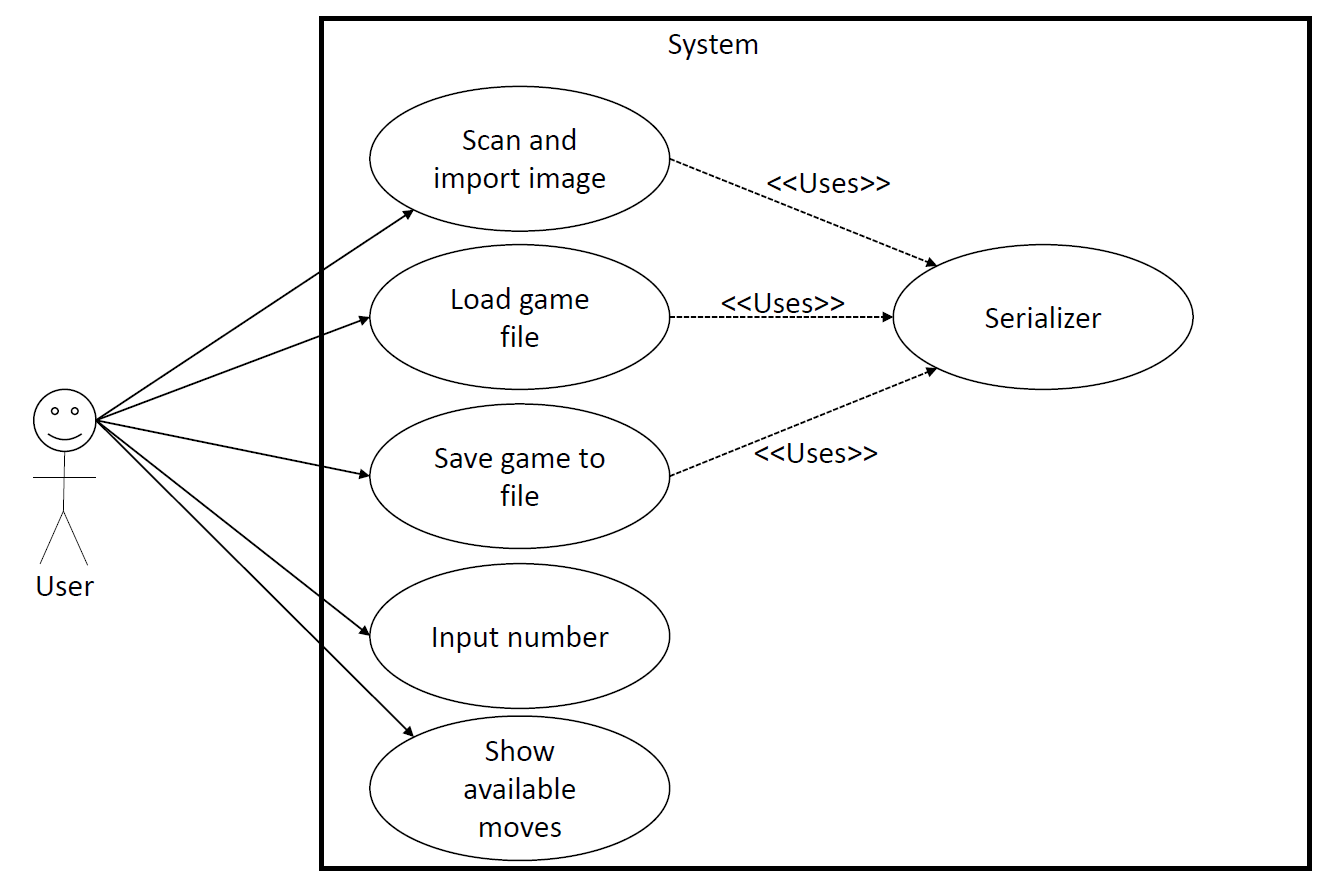 System
Scan and
import image
<<Uses>>
Load game
file
<<Uses>>
Serializer
Save game to
file
<<Uses>>
User
Input number
Show
available
moves